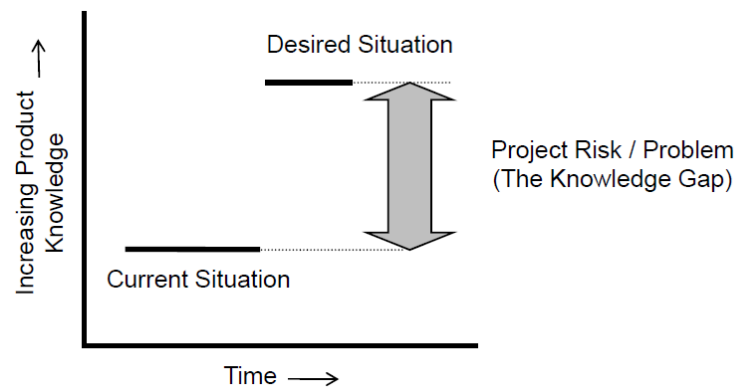 Desired Situation
Increasing Product
Knowledge
Project Risk / Problem
(The Knowledge Gap)
Current Situation
Time